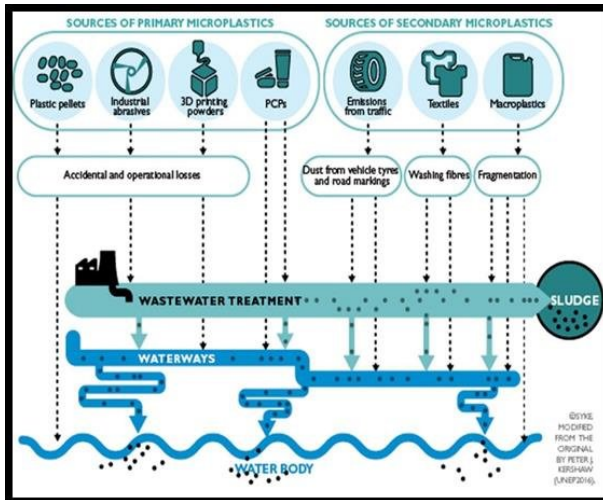 SOURCES OF PRIMARY MICROPLASTICS
SOURCES OF SECONDARY MICROPLASTICS
Plastic pellets
Industrial
abrasives
3D printing
powders
PCPs
Emissions
from traffic
Textiles
Macroplastics
Accidental and operational losses
Dust from vehicle tyres
and road markings
Washing fibres
Fragmentation
WASTEWATER TREATMENT
SLUDGE
WATERWAYS
WATER BODY
©SYKE,
MODIFIED
FROM THE
ORIGINAL
BY PETER J.
KERSHAW
(UNEP2016).